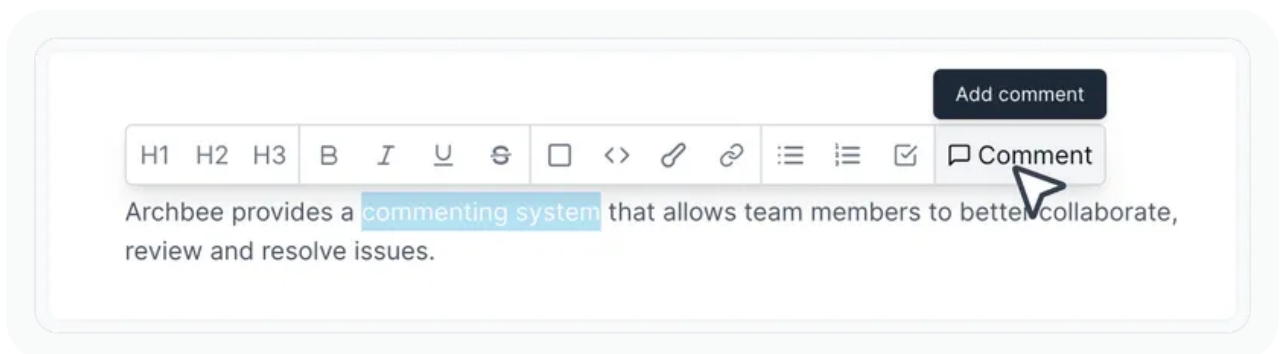 Add comment
H1 H2 H3 B I U S Comment
Archbee provides a commenting system that allows team members to better collaborate,
review and resolve issues.